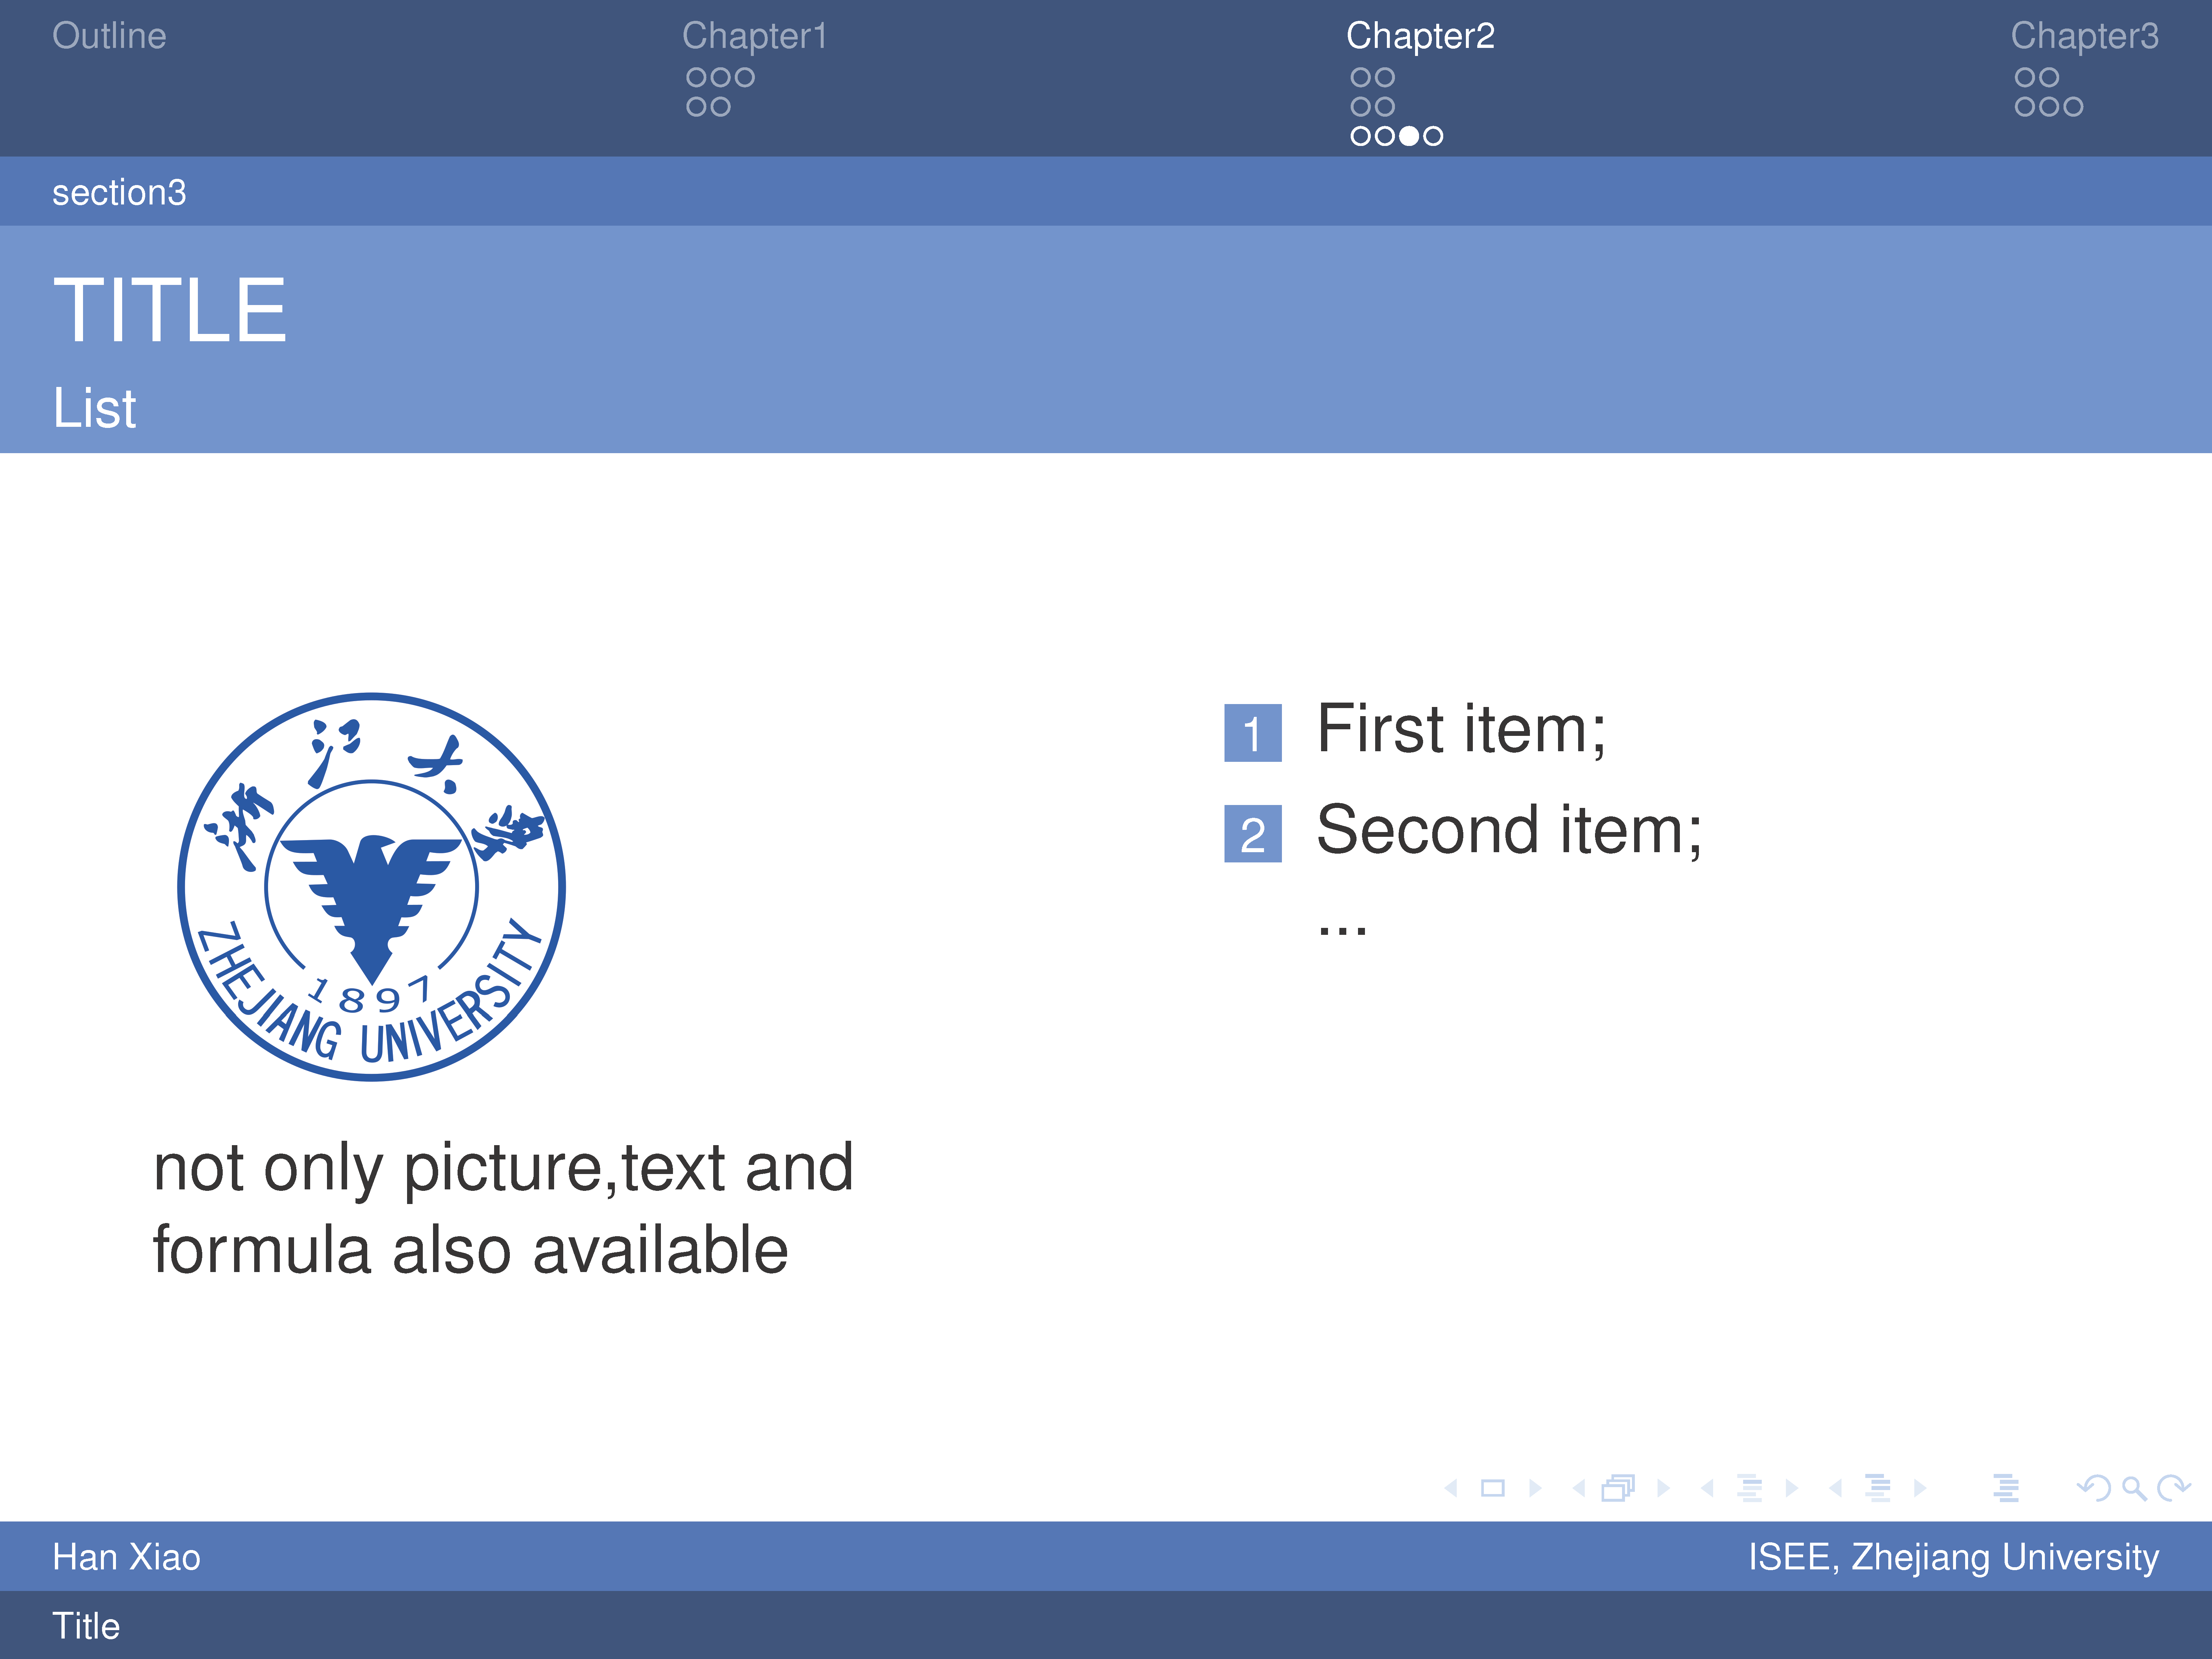 Outline
Chapter1
Chapter2
Chapter3
section3
TITLE
List
浙江大学
1897
ZHEJIANG UNIVERSITY
not only picture,text and
formula also available
1 First item;
2 Second item;
...
Han Xiao
ISEE, Zhejiang University
Title